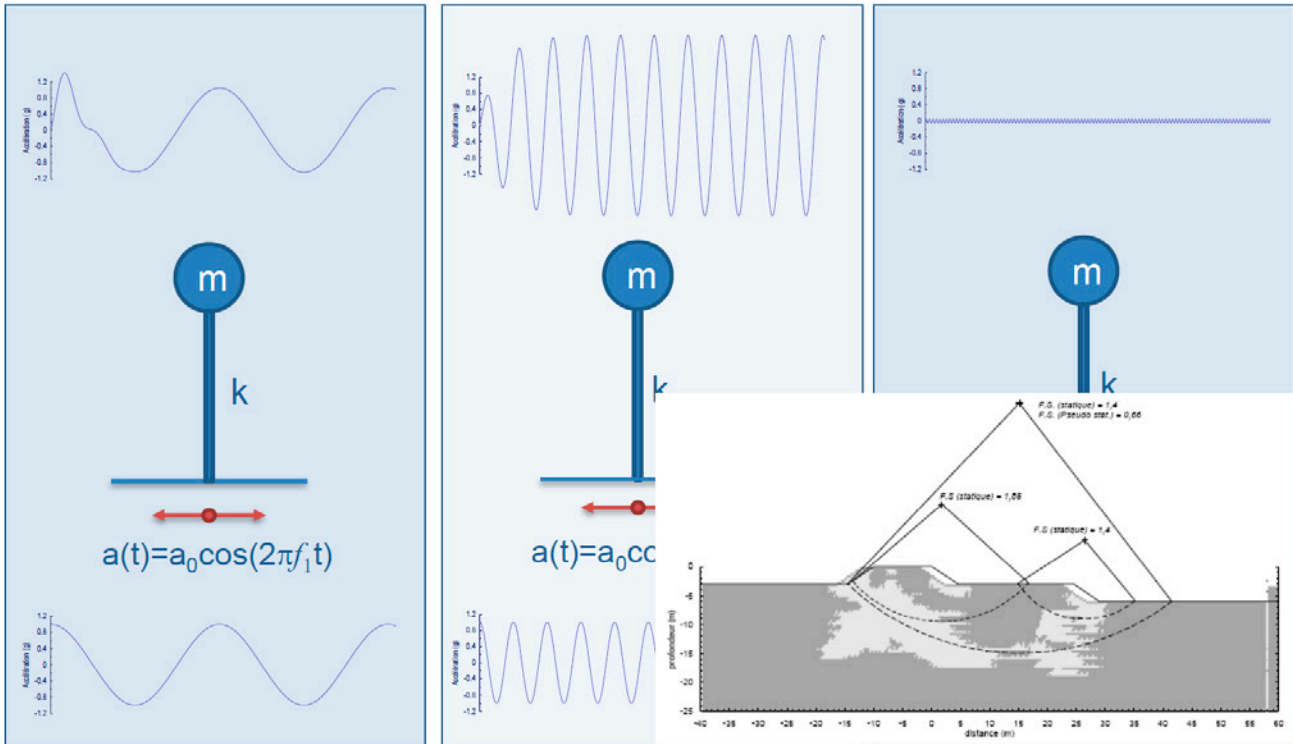 1.2
0.8
0.4
0
-0.4
-0.8
-1.2
Accélération (g)
m
k
a(t)=a₀cos(2πf₁t)
1.2
0.8
0.4
0
-0.4
-0.8
-1.2
Accélération (g)
1.2
0.8
0.4
0
-0.4
-0.8
-1.2
Accélération (g)
m
k
a(t)=a₀co
1.2
0.8
0.4
0
-0.4
-0.8
-1.2
Accélération (g)
1.2
0.8
0.4
0
-0.4
-0.8
-1.2
Accélération (g)
m
k
F.S. (statique) = 1,4
F.S. (Pseudo stat.) = 0,66
F.S (statique) = 1,66
F.S (statique) = 1,4
0
-5
-10
-15
-20
-25
profondeur (m)
-40 -35 -30 -25 -20 -15 -10 -5 0 5 10 15 20 25 30 35 40 45 50 55 60
distance (m)